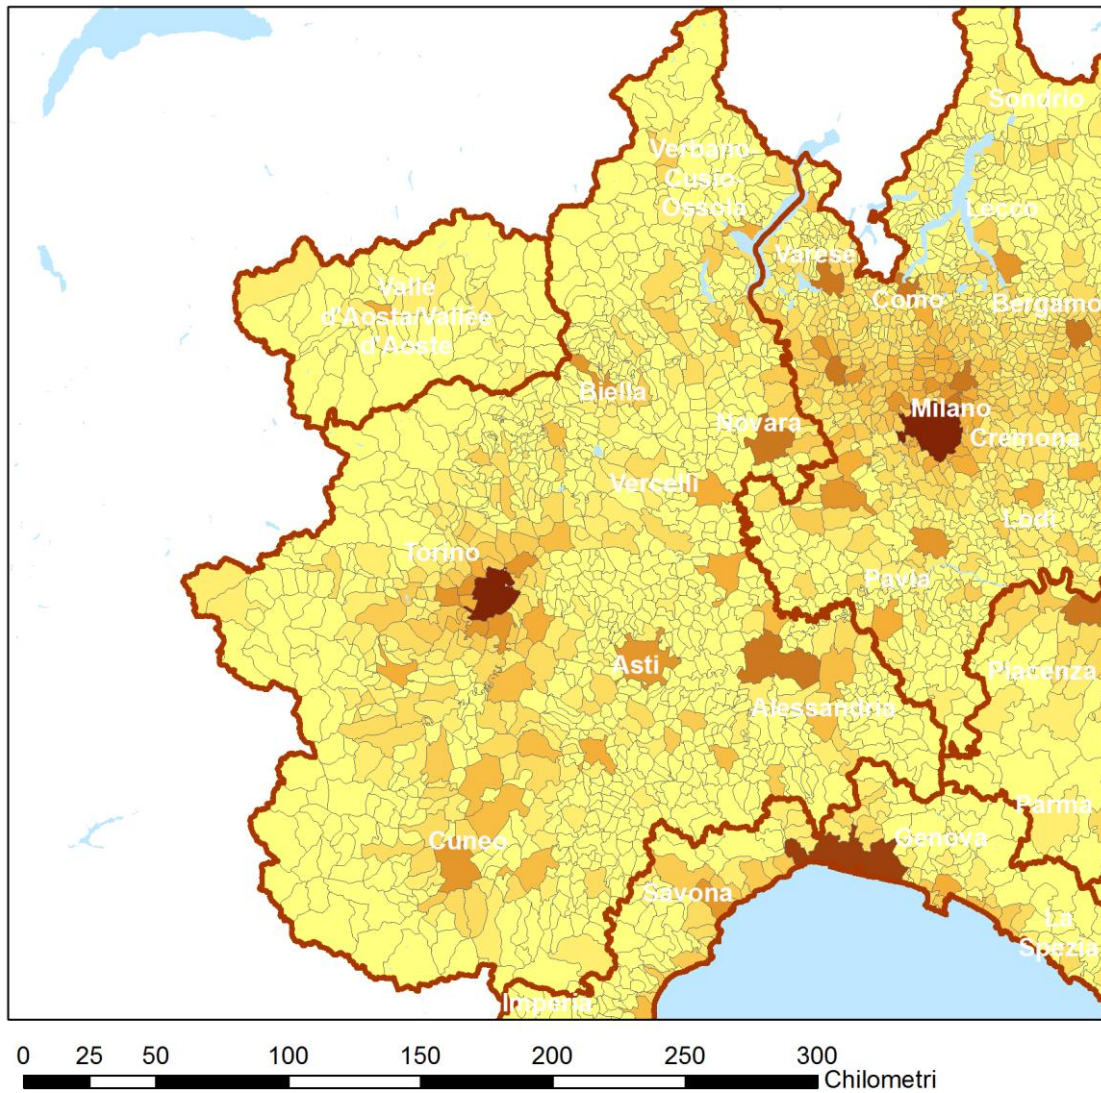 Sondrio
Verbano-
Cusio-
Ossola
Lecco
Varese
Valle
d'Aosta/Vallée
d'Aoste
Como
Bergamo
Biella
Milano
Novara
Cremona
Vercelli
Lodi
Torino
Pavia
Asti
Piacenza
Alessandria
Parma
Cuneo
Genova
Savona
La
Spezia
Imperia
0 25 50 100 150 200 250 300
Chilometri